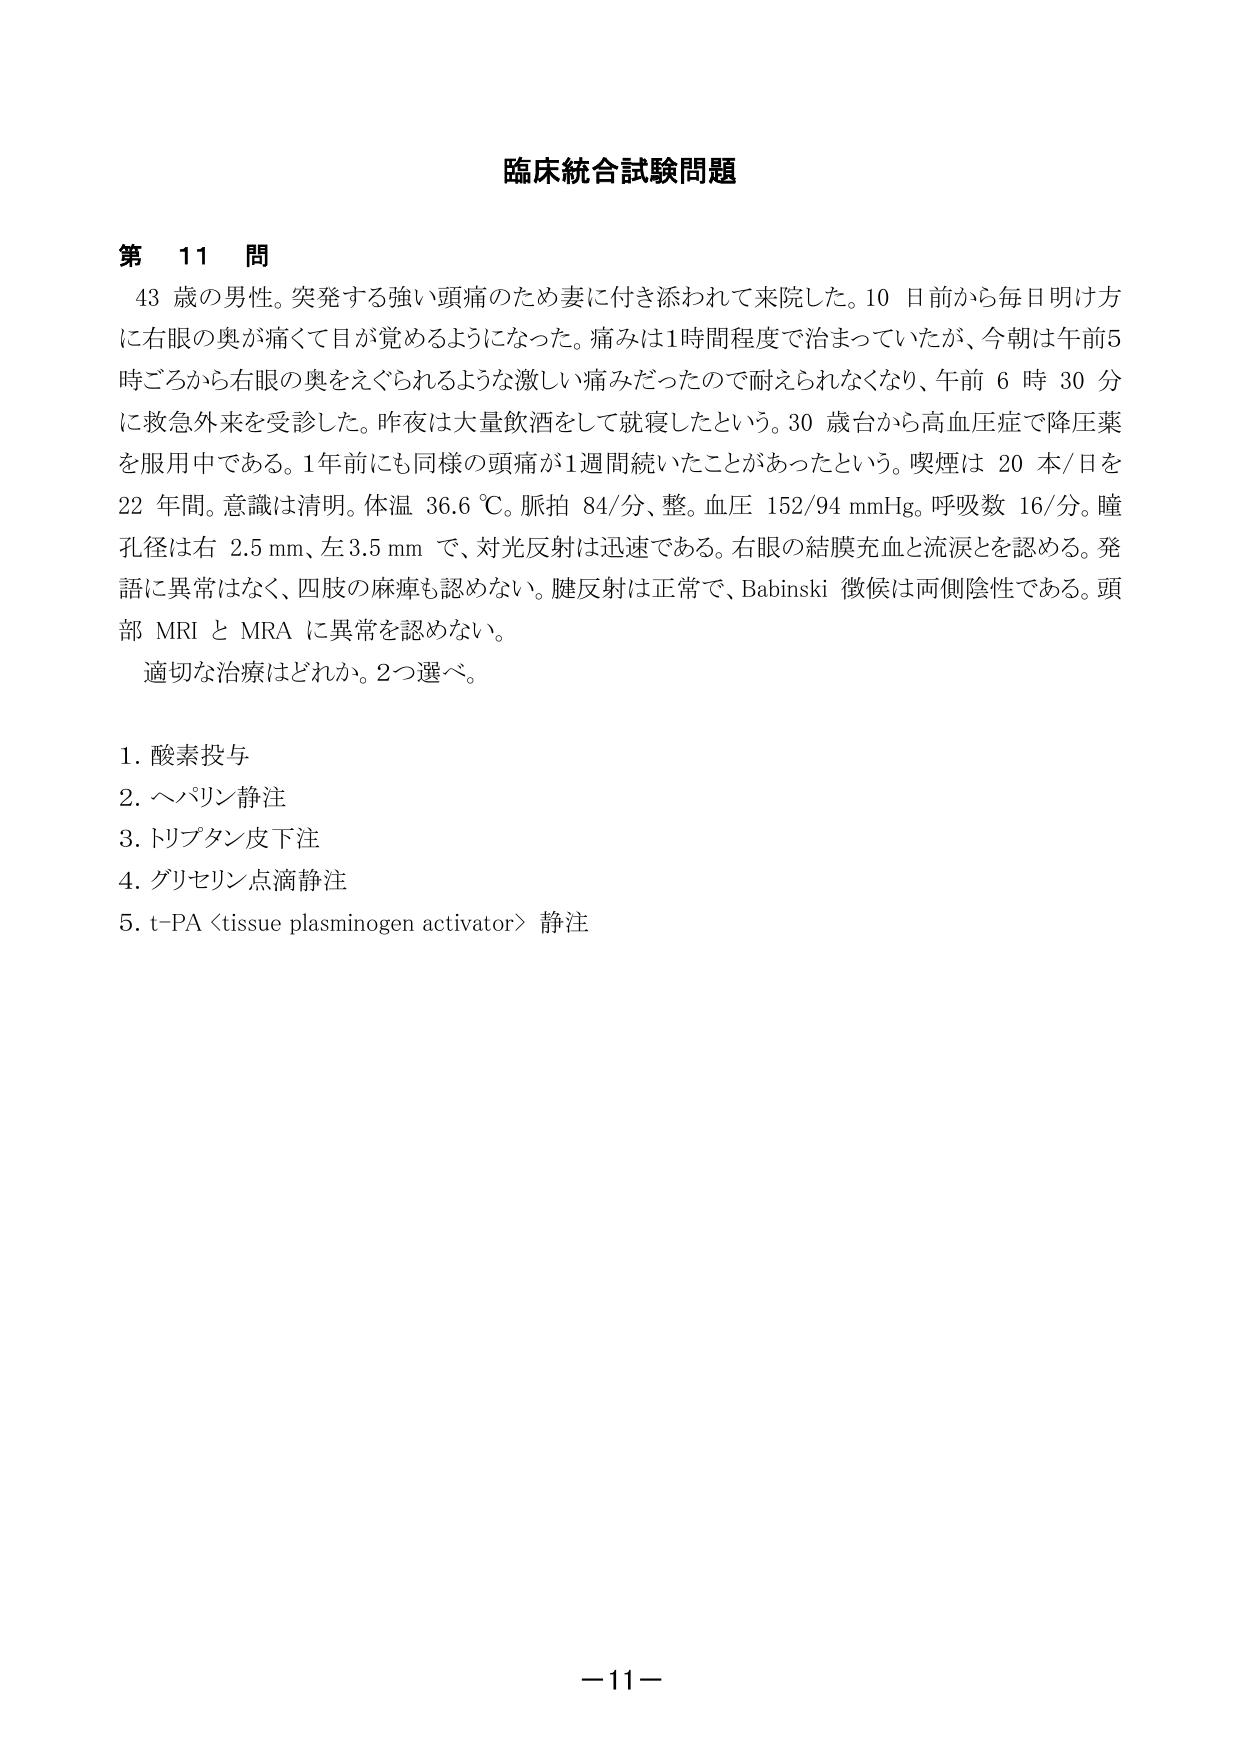 臨床統合試験問題
第 11 問
43 歳の男性。突発する強い頭痛のため妻に付き添われて来院した。10 日前から毎日明け方
に右眼の奥が痛くて目が覚めるようになった。痛みは1時間程度で治まっていたが、今朝は午前5
時ごろから右眼の奥をえぐられるような激しい痛みだったので耐えられなくなり、午前 6 時 30 分
に救急外来を受診した。昨夜は大量飲酒をして就寝したという。30 歳台から高血圧症で降圧薬
を服用中である。1年前にも同様の頭痛が1週間続いたことがあったという。喫煙は 20 本/日を
22 年間。意識は清明。体温 36.6 ℃。脈拍 84/分、整。血圧 152/94 mmHg。呼吸数 16/分。瞳
孔径は右 2.5 mm、左3.5 mm で、対光反射は迅速である。右眼の結膜充血と流涙とを認める。発
語に異常はなく、四肢の麻痺も認めない。腱反射は正常で、Babinski 徴候は両側陰性である。頭
部 MRI と MRA に異常を認めない。
適切な治療はどれか。2つ選べ。
1. 酸素投与
2. ヘパリン静注
3. トリプタン皮下注
4. グリセリン点滴静注
5. t-PA〈tissue plasminogen activator〉静注
―11―